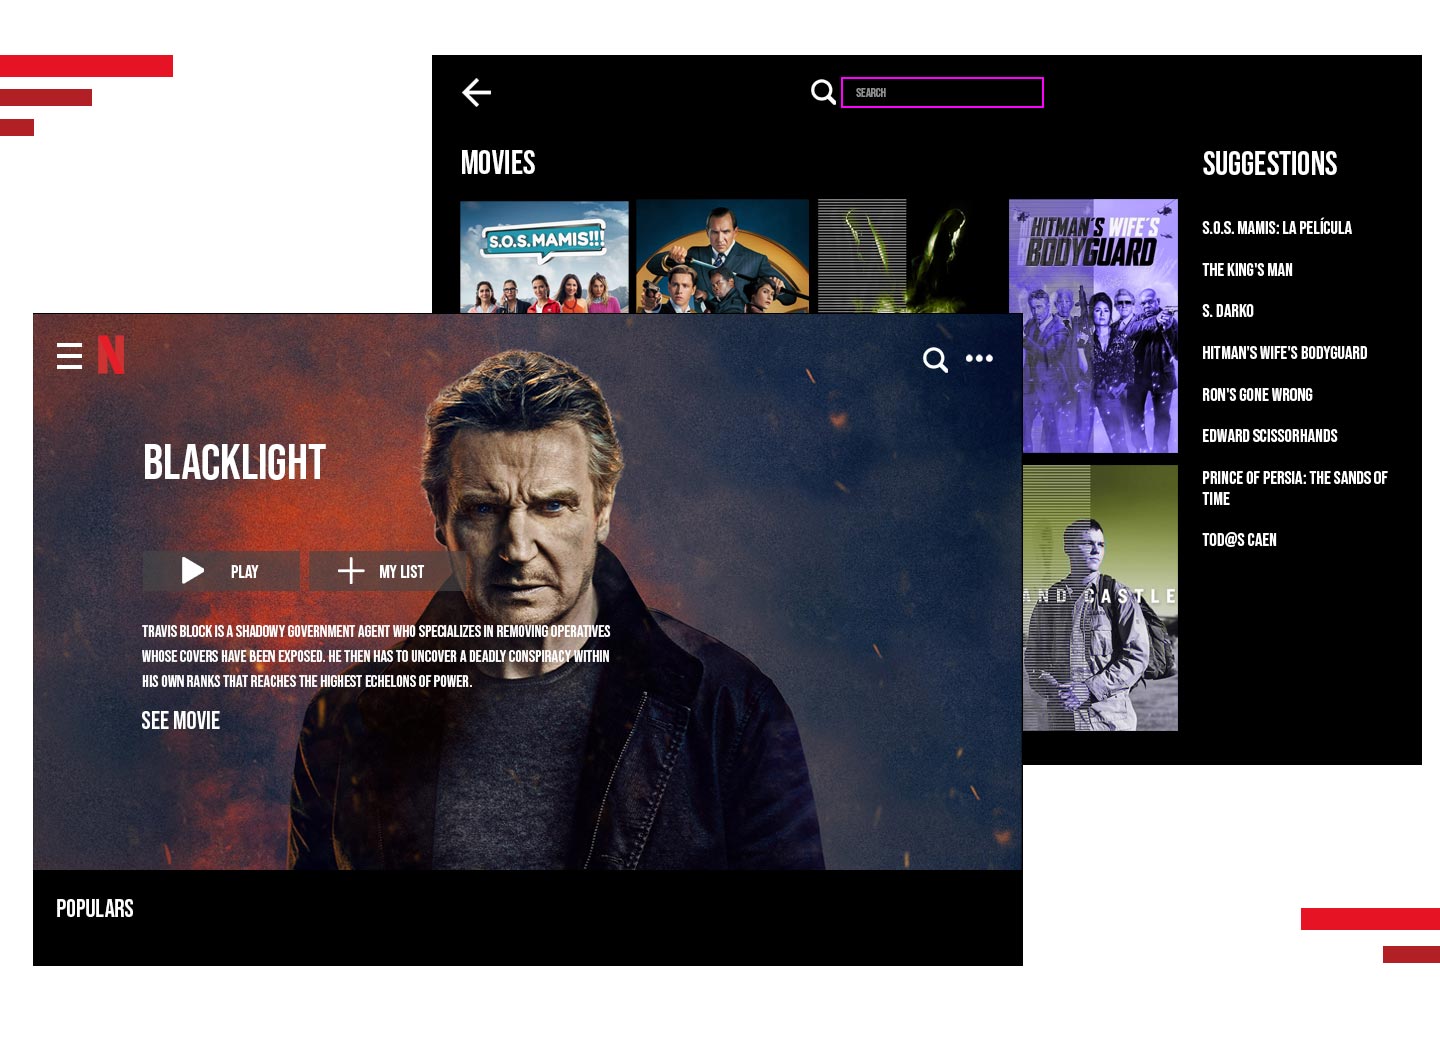 SEARCH
MOVIES
SUGGESTIONS
S.O.S. MAMIS!!!
HITMAN'S WIFE'S
BODYGUARD
S.O.S. MAMIS: LA PELÍCULA
THE KING'S MAN
S. DARKO
HITMAN'S WIFE'S BODYGUARD
RON'S GONE WRONG
EDWARD SCISSORHANDS
PRINCE OF PERSIA: THE SANDS OF
TIME
TOD@S CAEN
AND CASTLE
N
BLACKLIGHT
PLAY
MY LIST
TRAVIS BLOCK IS A SHADOWY GOVERNMENT AGENT WHO SPECIALIZES IN REMOVING OPERATIVES
WHOSE COVERS HAVE BEEN EXPOSED. HE THEN HAS TO UNCOVER A DEADLY CONSPIRACY WITHIN
HIS OWN RANKS THAT REACHES THE HIGHEST ECHELONS OF POWER.
SEE MOVIE
POPULARS